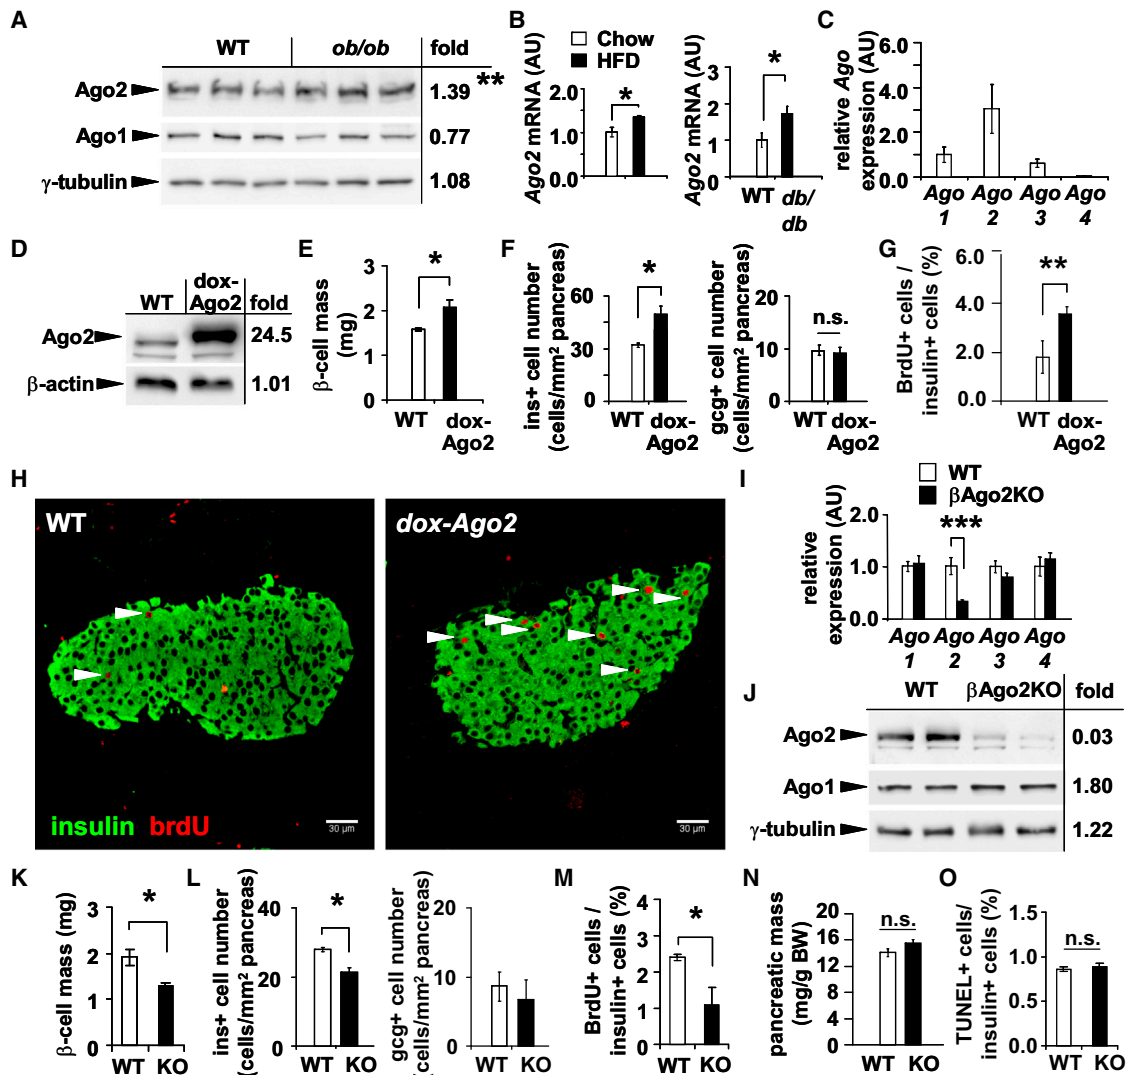 A
WT ob/ob fold
Ago2 1.39 **
Ago1 0.77
γ-tubulin 1.08
B
Chow
HFD
Ago2 mRNA (AU)
2.0
1.0
0.0
*
Ago2 mRNA (AU)
3
2
1
0
*
WT db/
db
C
relative Ago
expression (AU)
6.0
4.0
2.0
0
Ago Ago Ago Ago
1 2 3 4
D
WT dox-
Ago2 fold
Ago2 24.5
β-actin 1.01
E
β-cell mass
(mg)
3
2
1
0
*
WT dox-
Ago2
F
ins+ cell number
(cells/mm² pancreas)
60
30
0
*
WT dox-
Ago2
gcg+ cell number
(cells/mm² pancreas)
20
10
0
n.s.
WT dox-
Ago2
G
BrdU+ cells /
insulin+ cells (%)
6.0
4.0
2.0
0.0
**
WT dox-
Ago2
H
WT
insulin brdU
30 µm
dox-Ago2
30 µm
I
WT
βAgo2KO
relative
expression (AU)
2.0
1.0
0.0
***
Ago Ago Ago Ago
1 2 3 4
J
WT βAgo2KO fold
Ago2 0.03
Ago1 1.80
γ-tubulin 1.22
K
β-cell mass (mg)
3
2
1
0
*
WT KO
L
ins+ cell number
(cells/mm² pancreas)
40
20
0
*
WT KO
gcg+ cell number
(cells/mm² pancreas)
20
10
0
WT KO
M
BrdU+ cells /
insulin+ cells (%)
4
3
2
1
0
*
WT KO
N
pancreatic mass
(mg/g BW)
20
16
12
8
4
0
n.s.
WT KO
O
TUNEL+ cells/
insulin+ cells (%)
1.5
1.0
0.5
0.0
n.s.
WT KO